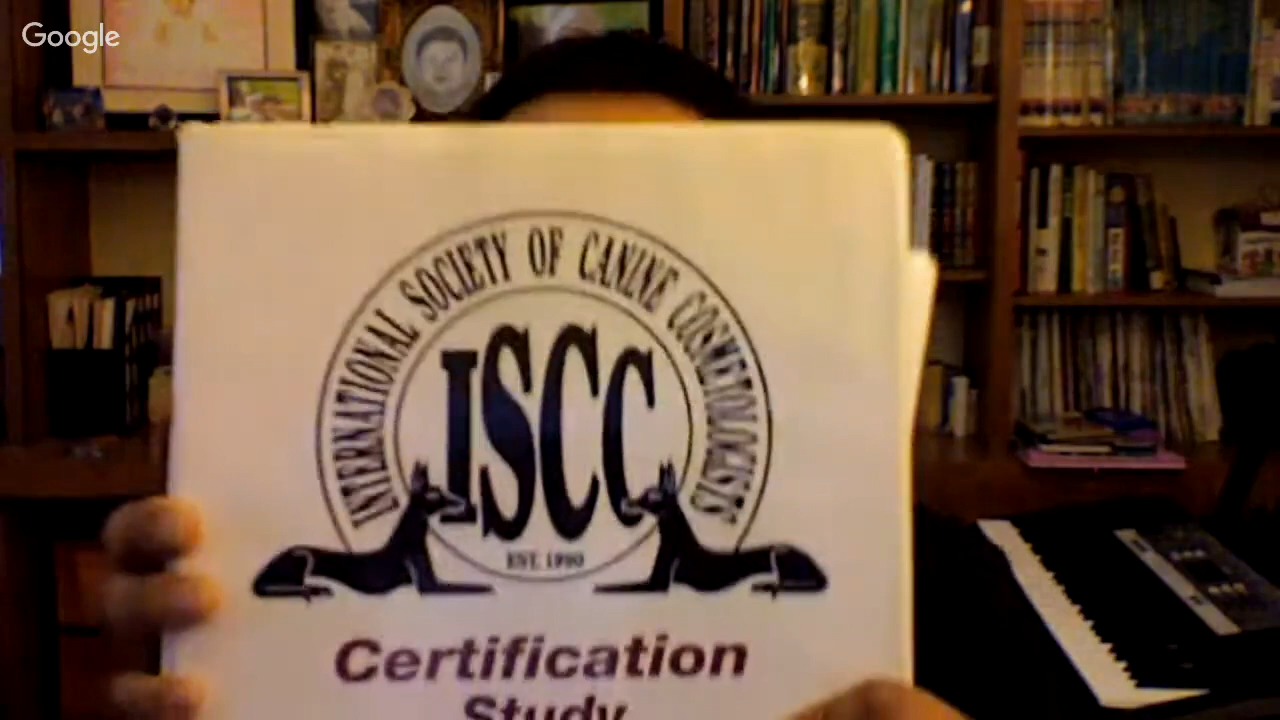 Google
INTERNATIONAL SOCIETY OF CANINE COSMETOLOGISTS
ISCC
EST. 1990
Certification
Study